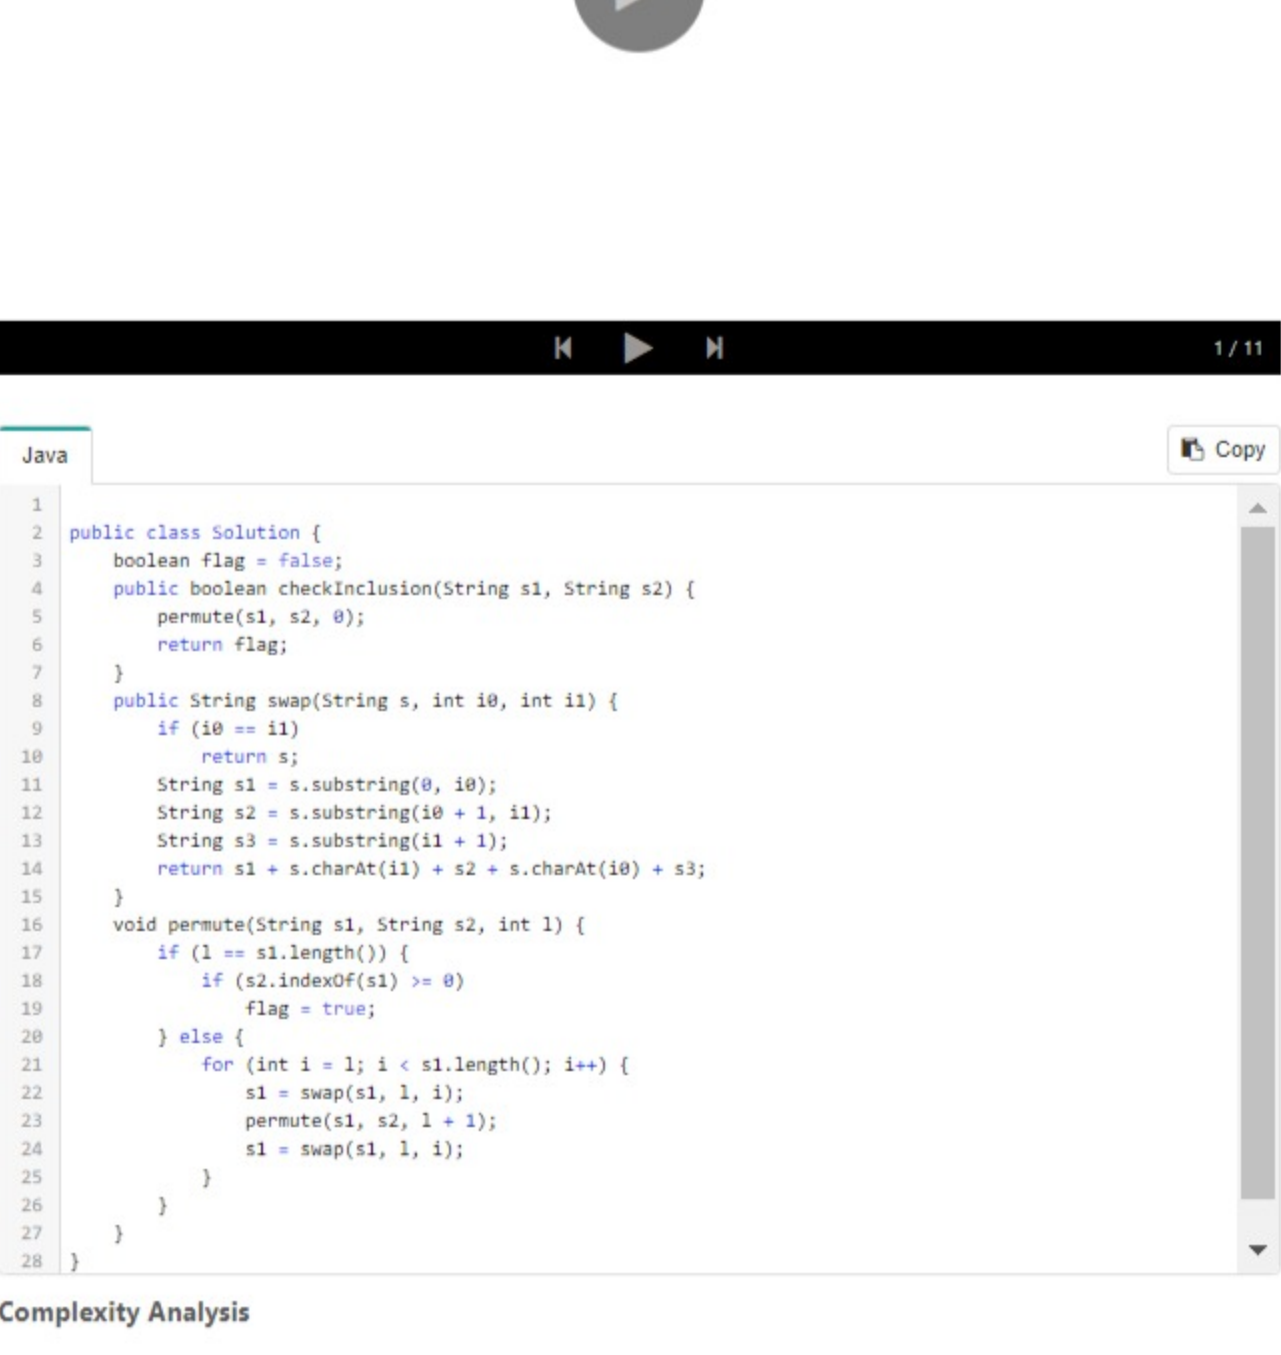 1 / 11
Java
Copy
1
2 public class Solution {
3     boolean flag = false;
4     public boolean checkInclusion(String s1, String s2) {
5         permute(s1, s2, 0);
6         return flag;
7     }
8     public String swap(String s, int i0, int i1) {
9         if (i0 == i1)
10             return s;
11         String s1 = s.substring(0, i0);
12         String s2 = s.substring(i0 + 1, i1);
13         String s3 = s.substring(i1 + 1);
14         return s1 + s.charAt(i1) + s2 + s.charAt(i0) + s3;
15     }
16     void permute(String s1, String s2, int l) {
17         if (l == s1.length()) {
18             if (s2.indexOf(s1) >= 0)
19                 flag = true;
20         } else {
21             for (int i = l; i < s1.length(); i++) {
22                 s1 = swap(s1, l, i);
23                 permute(s1, s2, l + 1);
24                 s1 = swap(s1, l, i);
25             }
26         }
27     }
28 }
Complexity Analysis